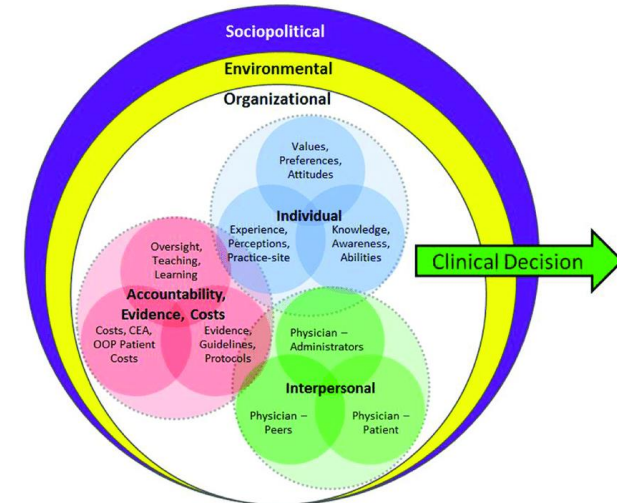 Sociopolitical
Environmental
Organizational
Values,
Preferences,
Attitudes
Individual
Experience,
Perceptions,
Practice-site
Knowledge,
Awareness,
Abilities
Oversight,
Teaching,
Learning
Accountability,
Evidence, Costs
Costs, CEA,
OOP Patient
Costs
Evidence,
Guidelines,
Protocols
Physician –
Administrators
Interpersonal
Physician –
Peers
Physician –
Patient
Clinical Decision